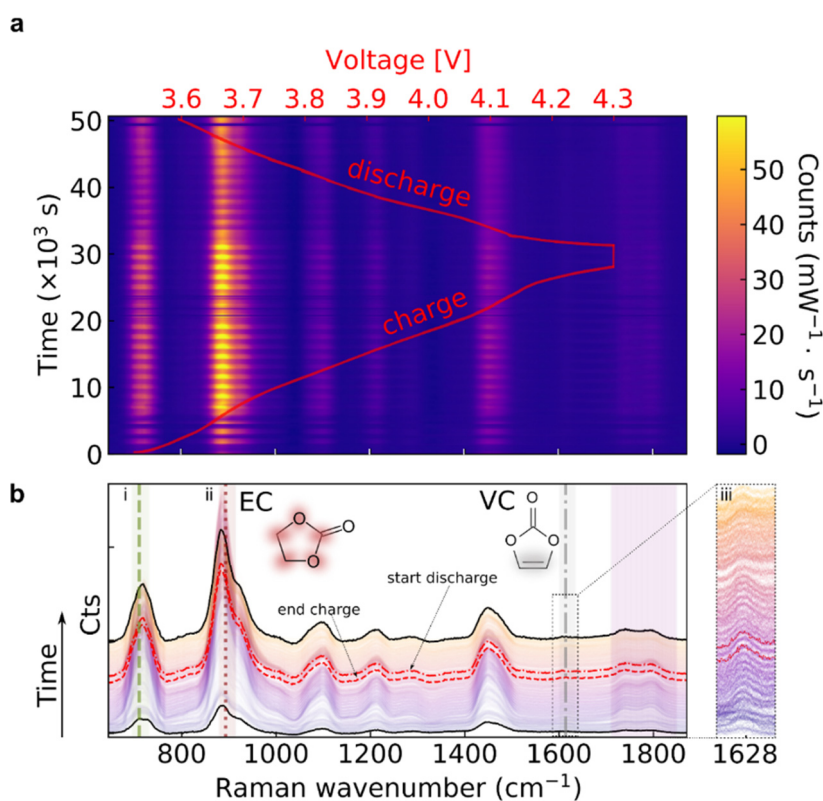 a
Voltage [V]
3.6 3.7 3.8 3.9 4.0 4.1 4.2 4.3
50
40
30
20
10
0
Time (×10³ s)
discharge
charge
50
40
30
20
10
0
Counts (mW⁻¹ · s⁻¹)
b
i
ii
EC
O
O
O
VC
O
O
O
iii
start discharge
end charge
Cts
Time
800 1000 1200 1400 1600 1800
1628
Raman wavenumber (cm⁻¹)